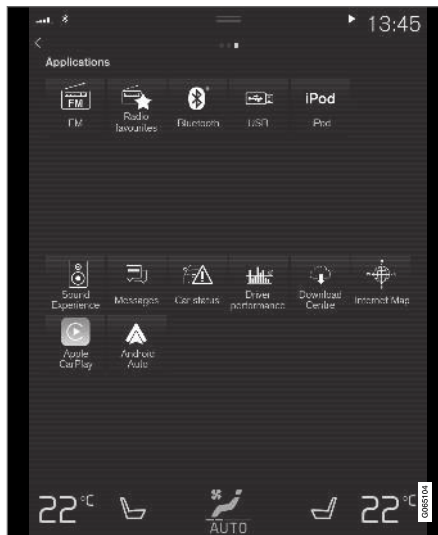 13:45
Applications
FM
iPod
FM
Radio
favourites
Bluetooth
USB
iPod
Sound
Experience
Messages
Car status
Driver
performance
Download
Centre
Internet Map
Apple
CarPlay
Android
Auto
22°C
22°C
AUTO
G065104